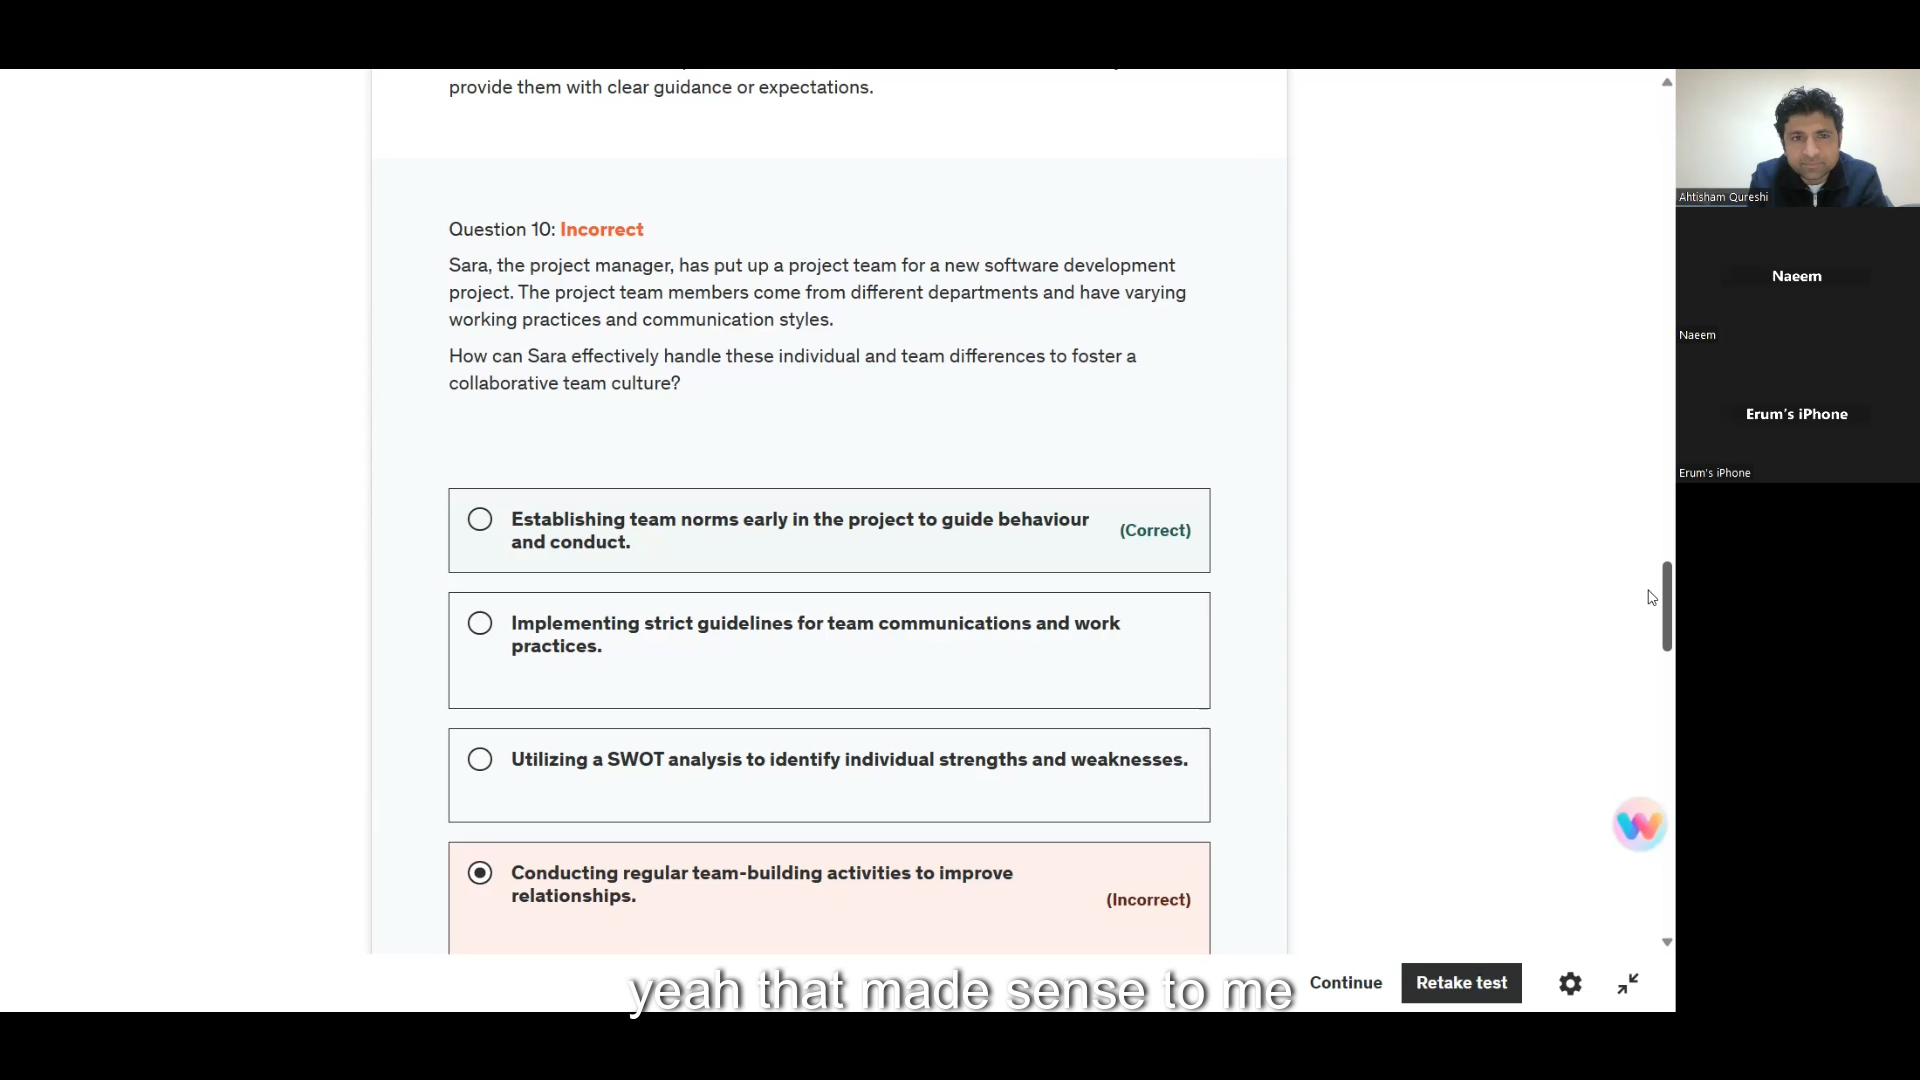 provide them with clear guidance or expectations.
Question 10: Incorrect
Sara, the project manager, has put up a project team for a new software development
project. The project team members come from different departments and have varying
working practices and communication styles.
How can Sara effectively handle these individual and team differences to foster a
collaborative team culture?
Establishing team norms early in the project to guide behaviour
and conduct.
(Correct)
Implementing strict guidelines for team communications and work
practices.
Utilizing a SWOT analysis to identify individual strengths and weaknesses.
Conducting regular team-building activities to improve
relationships.
(Incorrect)
yeah that made sense to me
Continue
Retake test
Ahtisham Qureshi
Naeem
Naeem
Erum's iPhone
Erum's iPhone